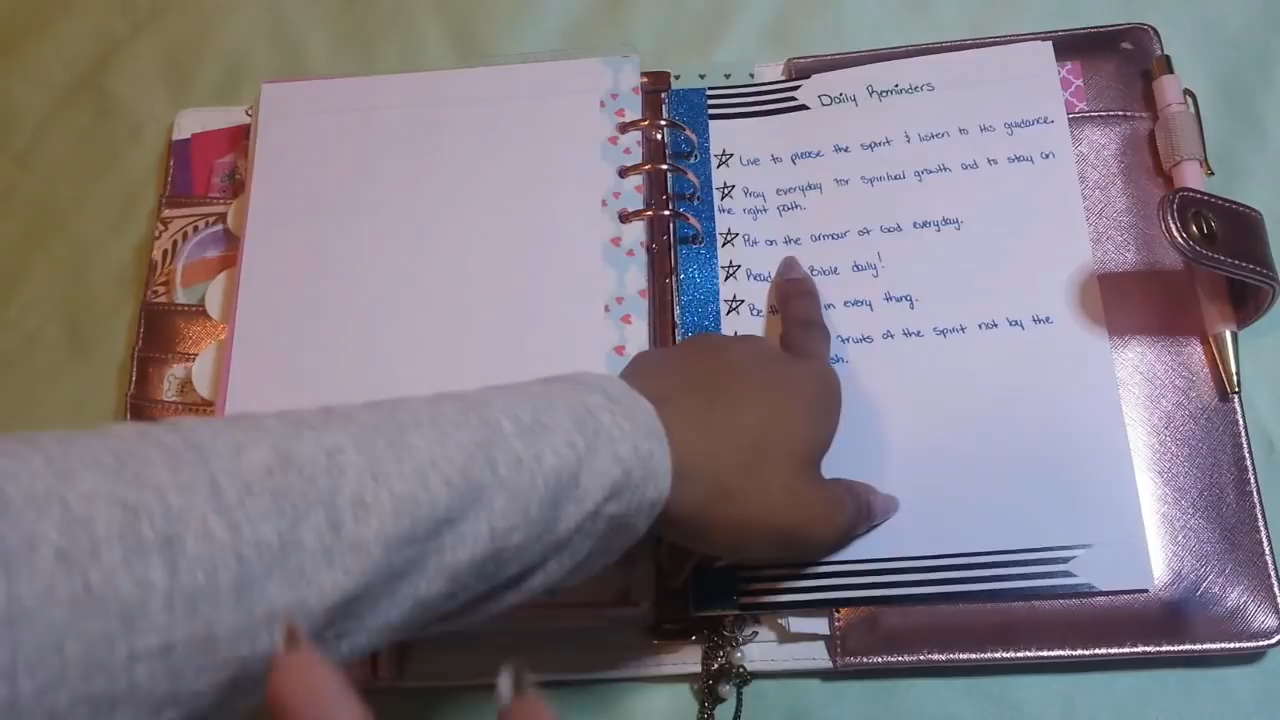 Daily Reminders
Live to please the spirit & listen to His guidance.
Pray everyday for spiritual growth and to stay on
the right path.
Put on the armour of God everyday.
Read Bible daily!
Be in every thing.
fruits of the spirit not by the